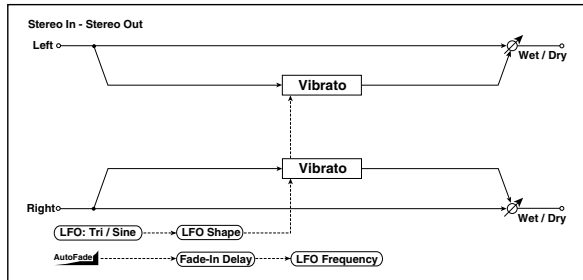 Stereo In - Stereo Out
Left
Wet / Dry
Vibrato
Vibrato
Right
Wet / Dry
LFO: Tri / Sine
LFO Shape
AutoFade
Fade-In Delay
LFO Frequency